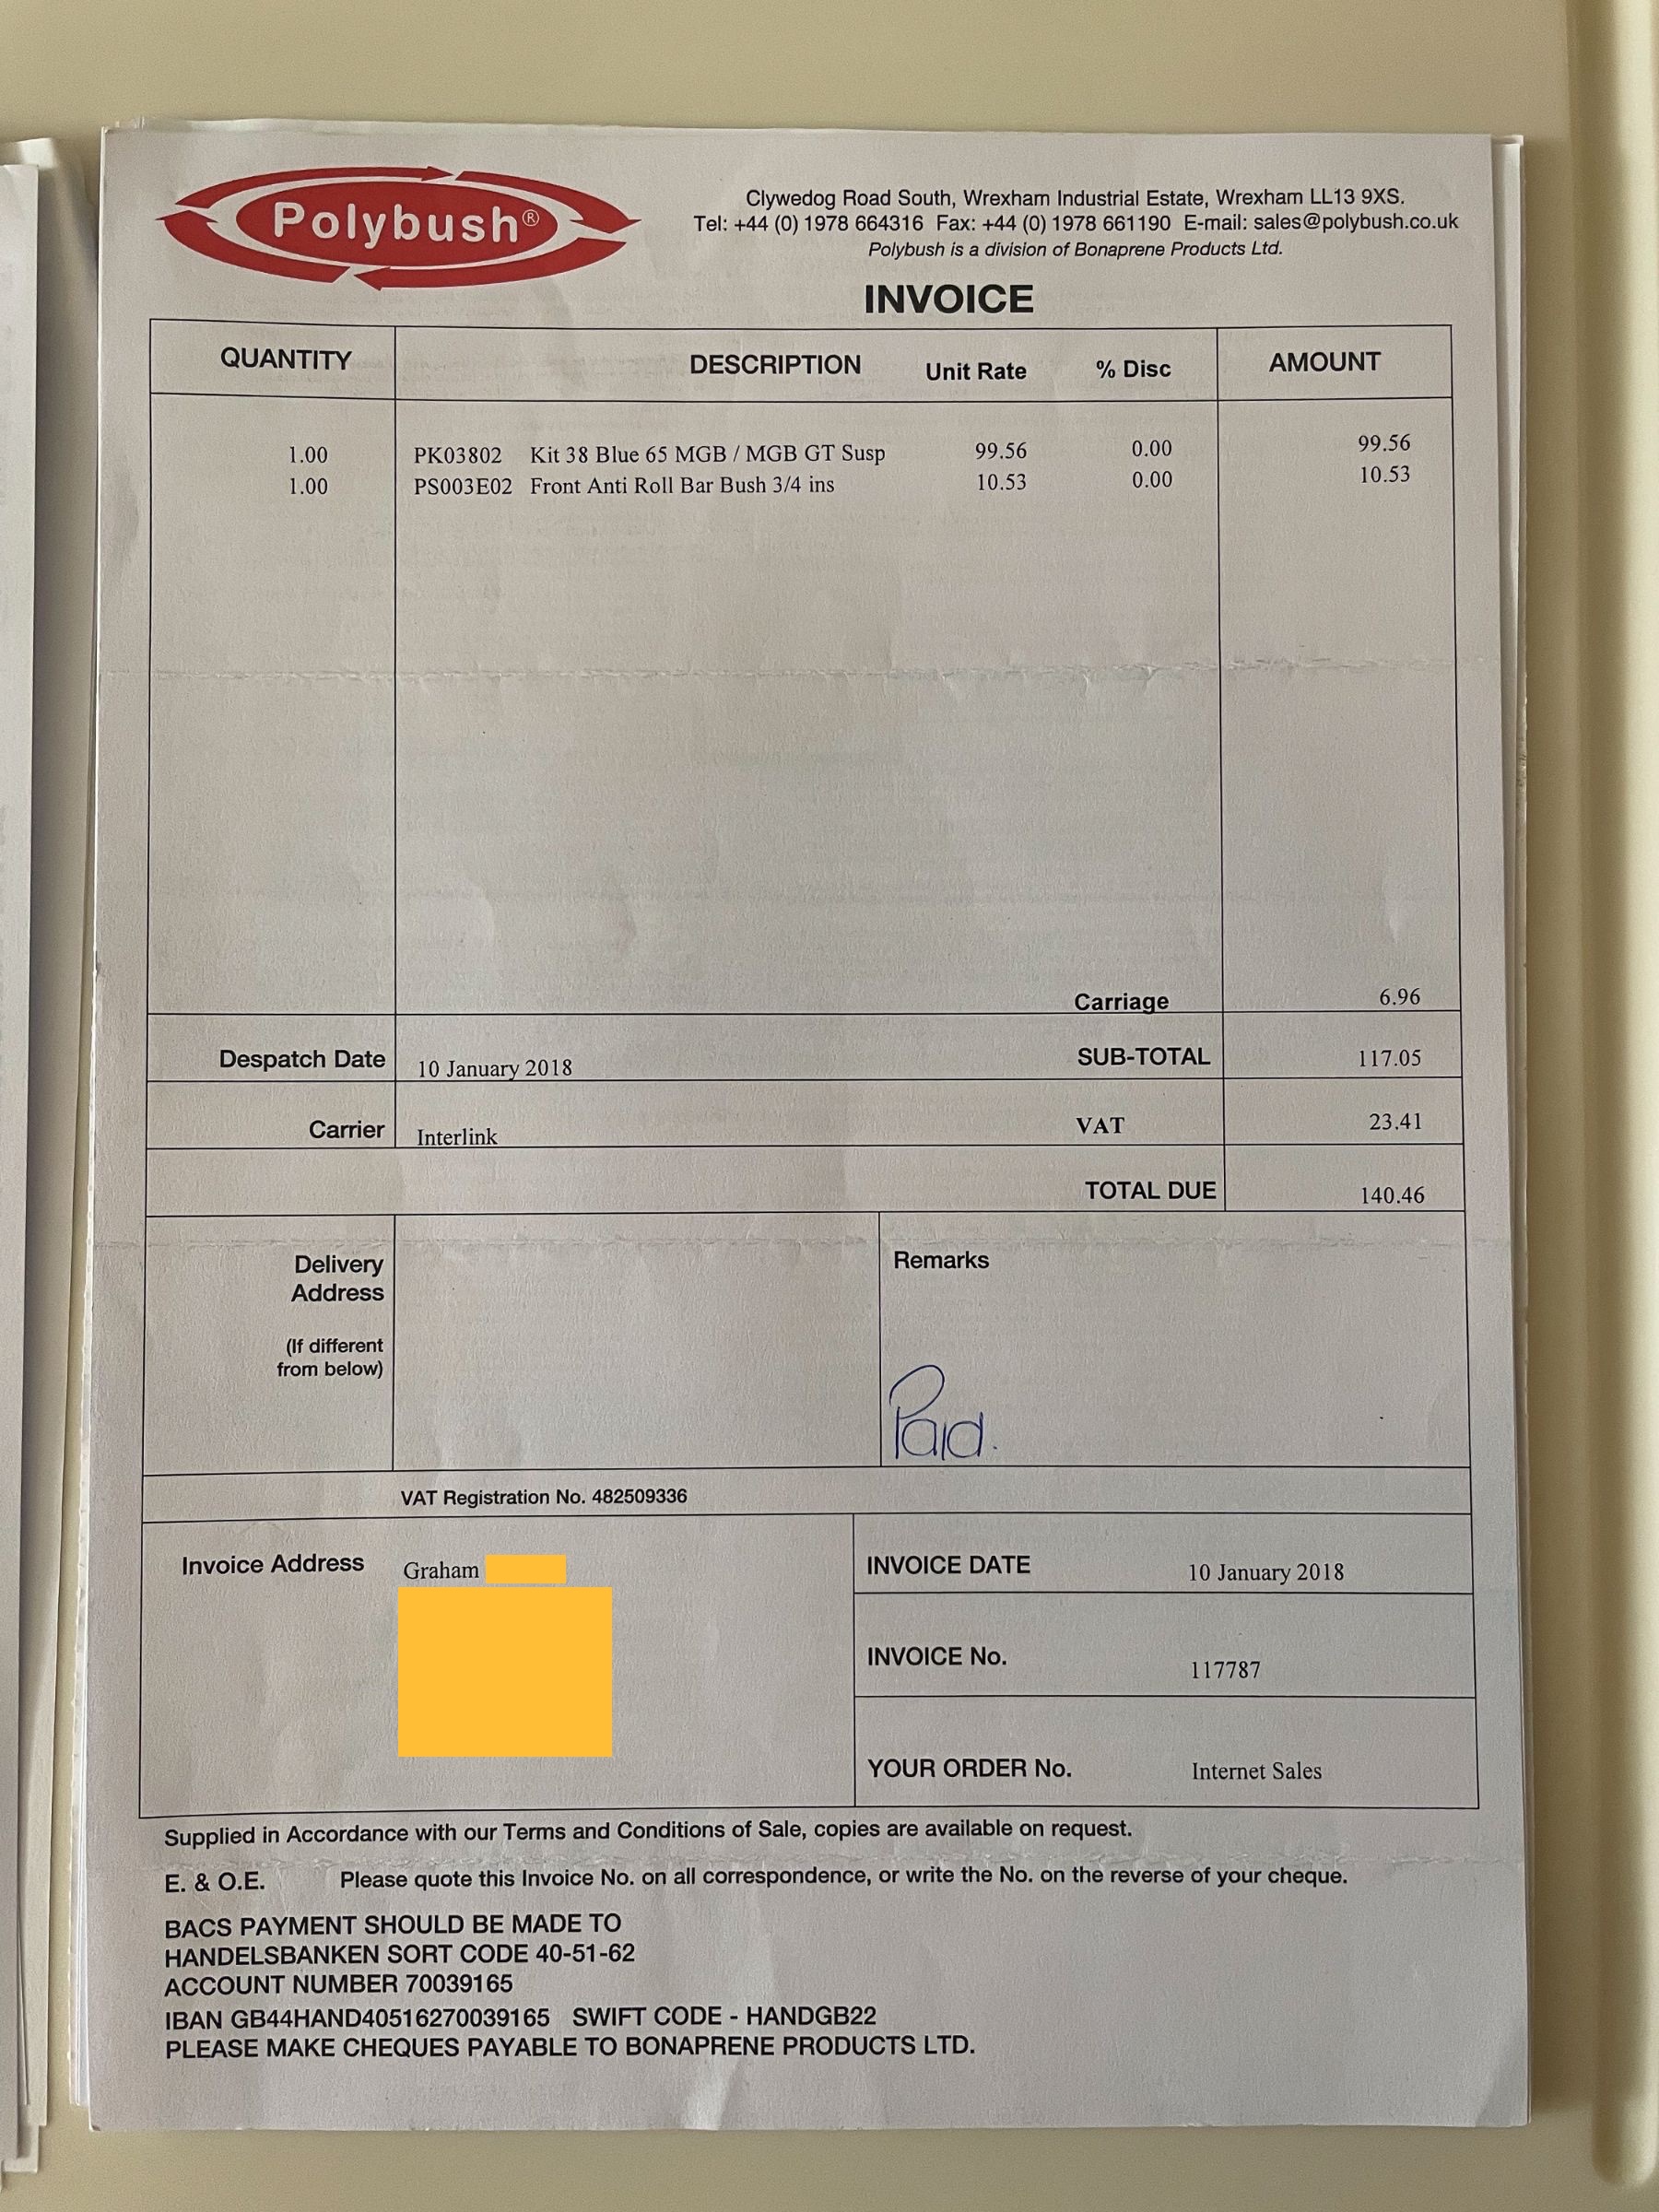 Polybush®
Clywedog Road South, Wrexham Industrial Estate, Wrexham LL13 9XS.
Tel: +44 (0) 1978 664316 Fax: +44 (0) 1978 661190 E-mail: sales@polybush.co.uk
Polybush is a division of Bonaprene Products Ltd.
INVOICE
QUANTITY DESCRIPTION Unit Rate % Disc AMOUNT
1.00 PK03802 Kit 38 Blue 65 MGB / MGB GT Susp 99.56 0.00 99.56
1.00 PS003E02 Front Anti Roll Bar Bush 3/4 ins 10.53 0.00 10.53
Carriage 6.96
Despatch Date 10 January 2018 SUB-TOTAL 117.05
Carrier Interlink VAT 23.41
TOTAL DUE 140.46
Delivery
Address
(If different
from below)
Remarks
Paid.
VAT Registration No. 482509336
Invoice Address Graham
INVOICE DATE 10 January 2018
INVOICE No. 117787
YOUR ORDER No. Internet Sales
Supplied in Accordance with our Terms and Conditions of Sale, copies are available on request.
E. & O.E. Please quote this Invoice No. on all correspondence, or write the No. on the reverse of your cheque.
BACS PAYMENT SHOULD BE MADE TO
HANDELSBANKEN SORT CODE 40-51-62
ACCOUNT NUMBER 70039165
IBAN GB44HAND40516270039165 SWIFT CODE - HANDGB22
PLEASE MAKE CHEQUES PAYABLE TO BONAPRENE PRODUCTS LTD.